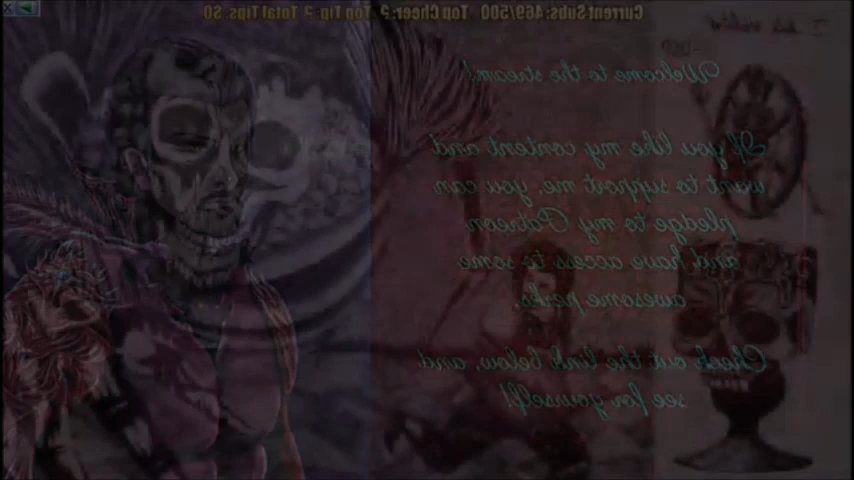 Current Subs: 469/500 Top Cheer: ? Top Tip: ? Total Tips: $0
Welcome to the stream!
If you like my content and
want to support me, you can
pledge to my Patreon
and have access to some
awesome perks.
Check out the link below, and
see for yourself!